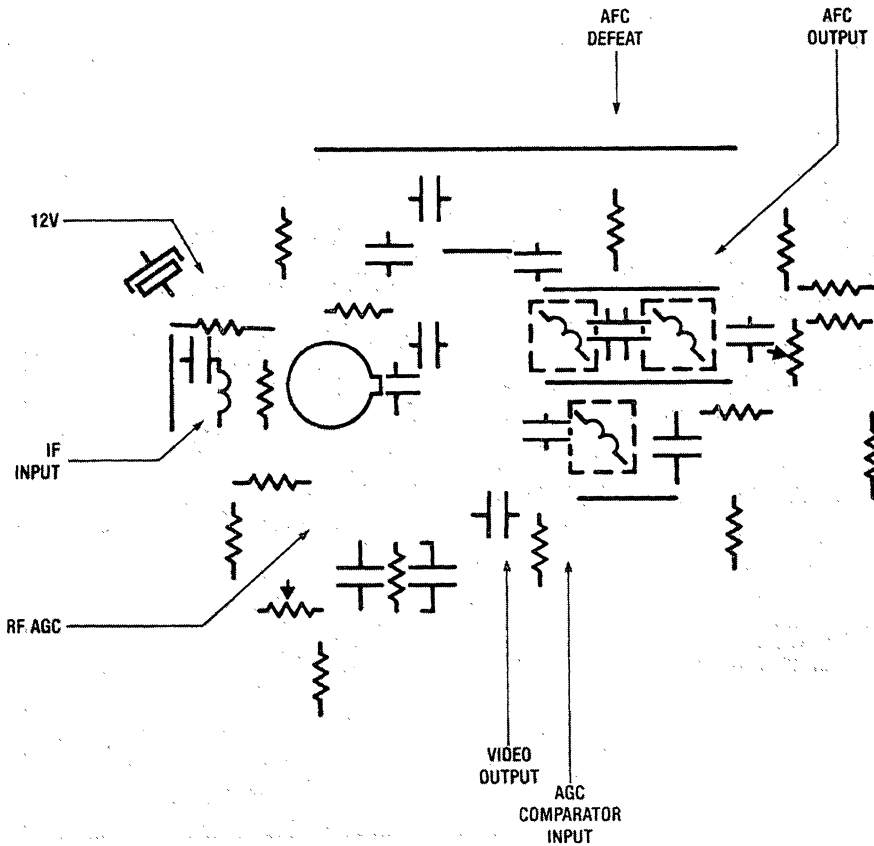 AFC
DEFEAT
AFC
OUTPUT
12V
IF
INPUT
RF AGC
VIDEO
OUTPUT
AGC
COMPARATOR
INPUT